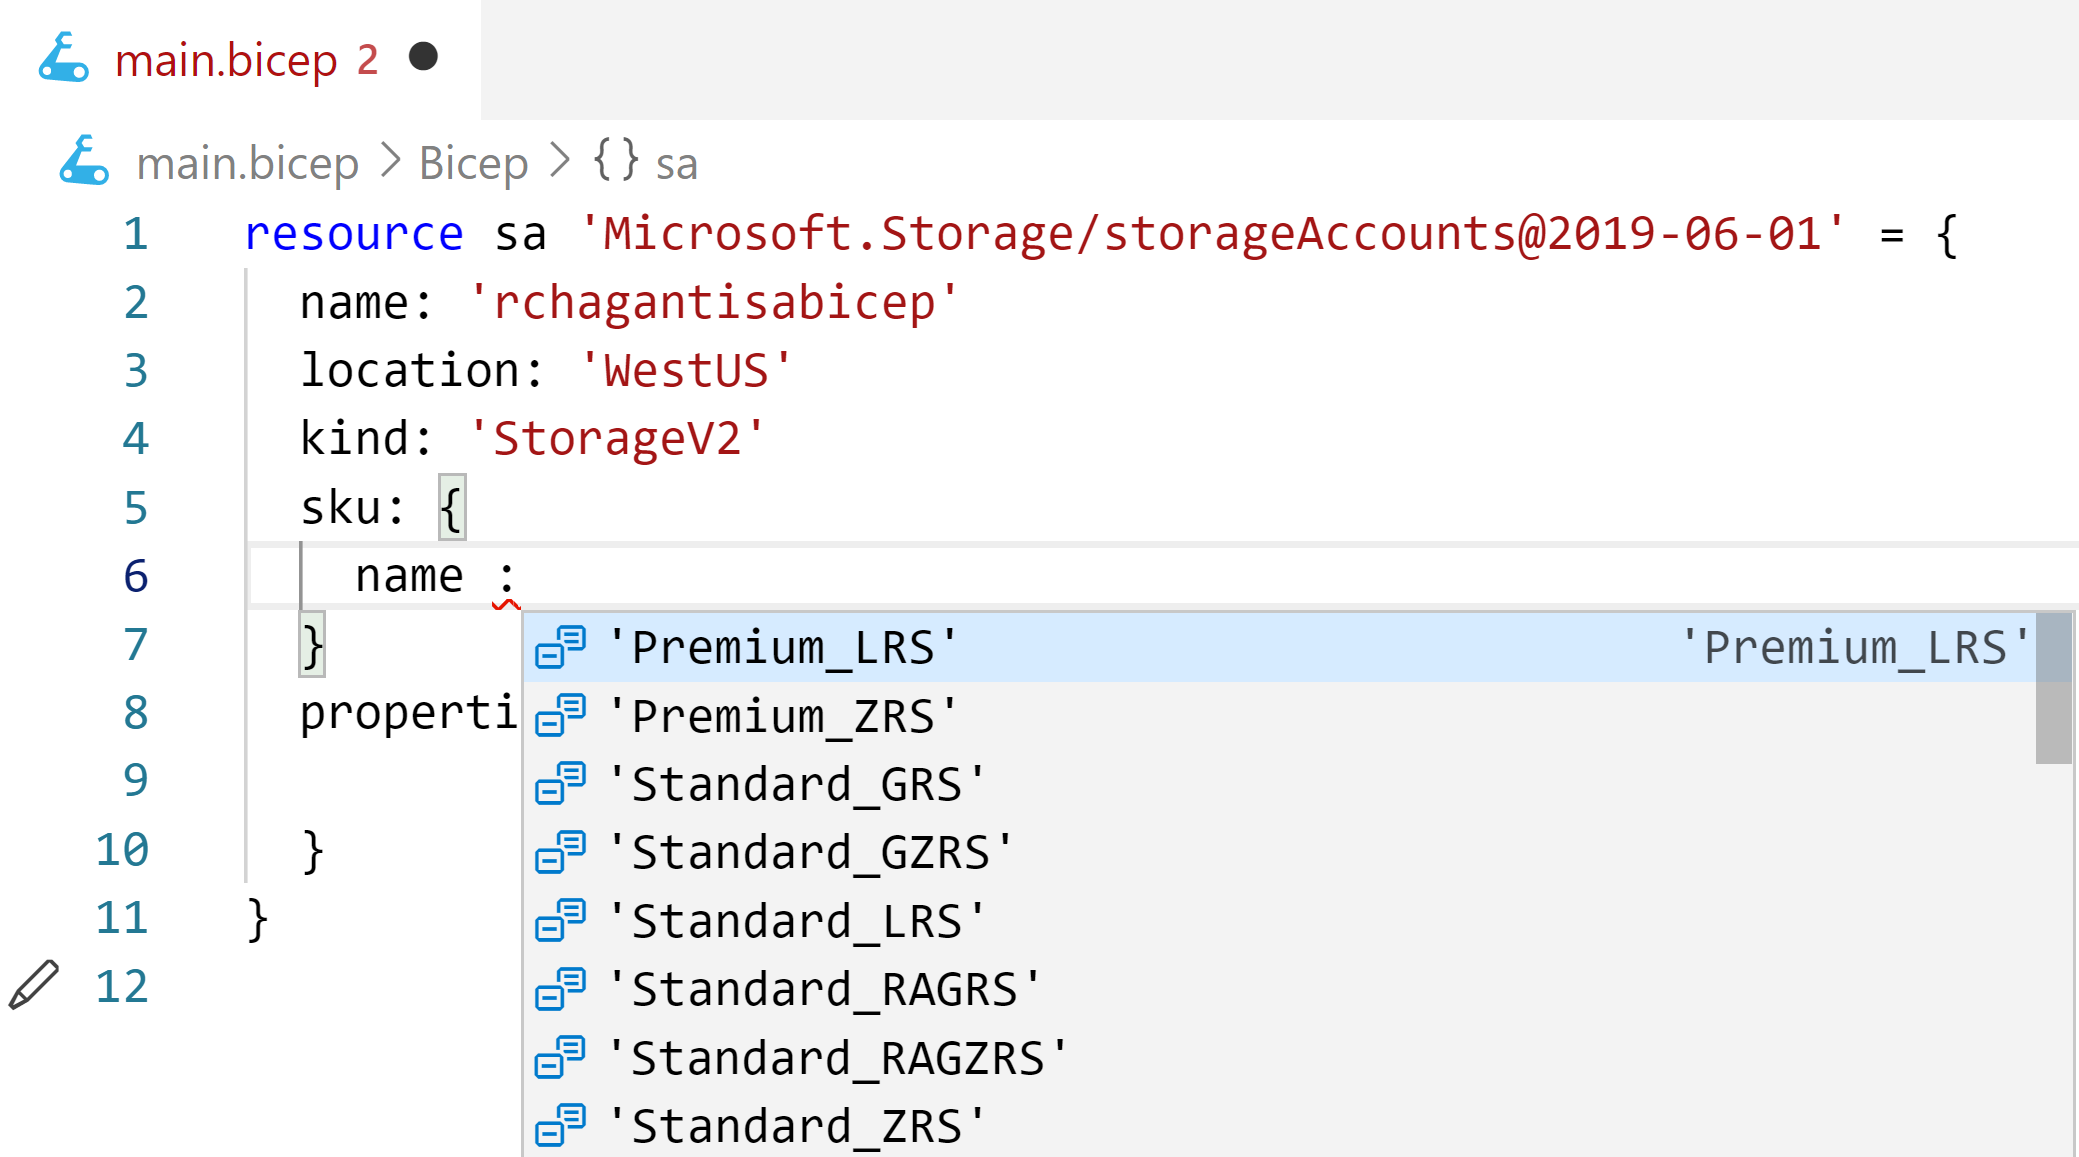 main.bicep 2
main.bicep > Bicep > {} sa
1 resource sa 'Microsoft.Storage/storageAccounts@2019-06-01' = {
2 name: 'rchagantisabicep'
3 location: 'WestUS'
4 kind: 'StorageV2'
5 sku: {
6 name :
7 } 'Premium_LRS' 'Premium_LRS'
8 properti 'Premium_ZRS'
9 'Standard_GRS'
10 } 'Standard_GZRS'
11 } 'Standard_LRS'
12 'Standard_RAGRS'
'Standard_RAGZRS'
'Standard_ZRS'